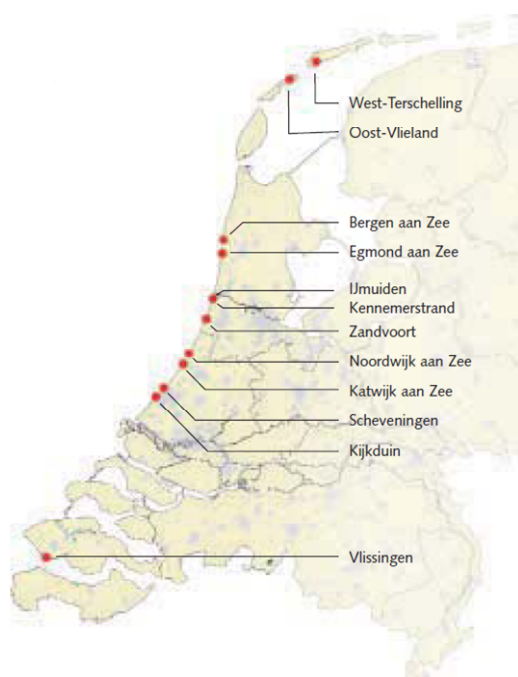 West-Terschelling
Oost-Vlieland
Bergen aan Zee
Egmond aan Zee
IJmuiden
Kennemerstrand
Zandvoort
Noordwijk aan Zee
Katwijk aan Zee
Scheveningen
Kijkduin
Vlissingen